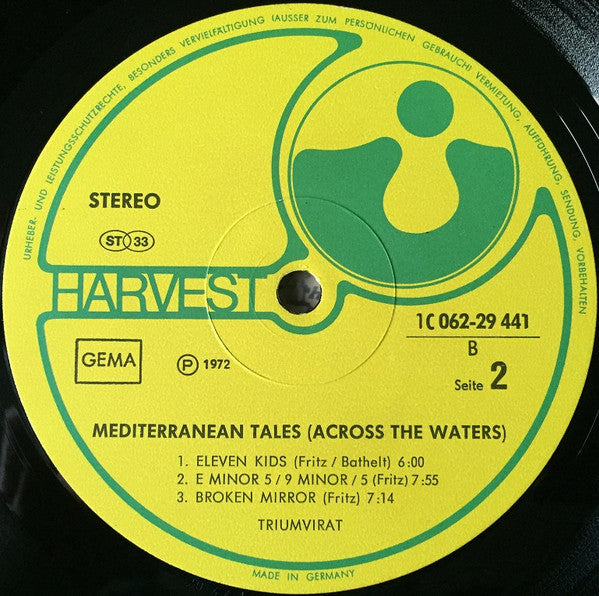 URHEBER- UND LEISTUNGSSCHUTZRECHTE, BESONDERS VERVIELFÄLTIGUNG (AUSSER ZUM PERSÖNLICHEN GEBRAUCH) VERMIETUNG, AUFFÜHRUNG, SENDUNG, VORBEHALTEN
STEREO
ST 33
HARVEST
GEMA
P 1972
1C 062-29 441
B
Seite 2
MEDITERRANEAN TALES (ACROSS THE WATERS)
1. ELEVEN KIDS (Fritz / Bathelt) 6:00
2. E MINOR 5 / 9 MINOR / 5 (Fritz) 7:55
3. BROKEN MIRROR (Fritz) 7:14
TRIUMVIRAT
MADE IN GERMANY